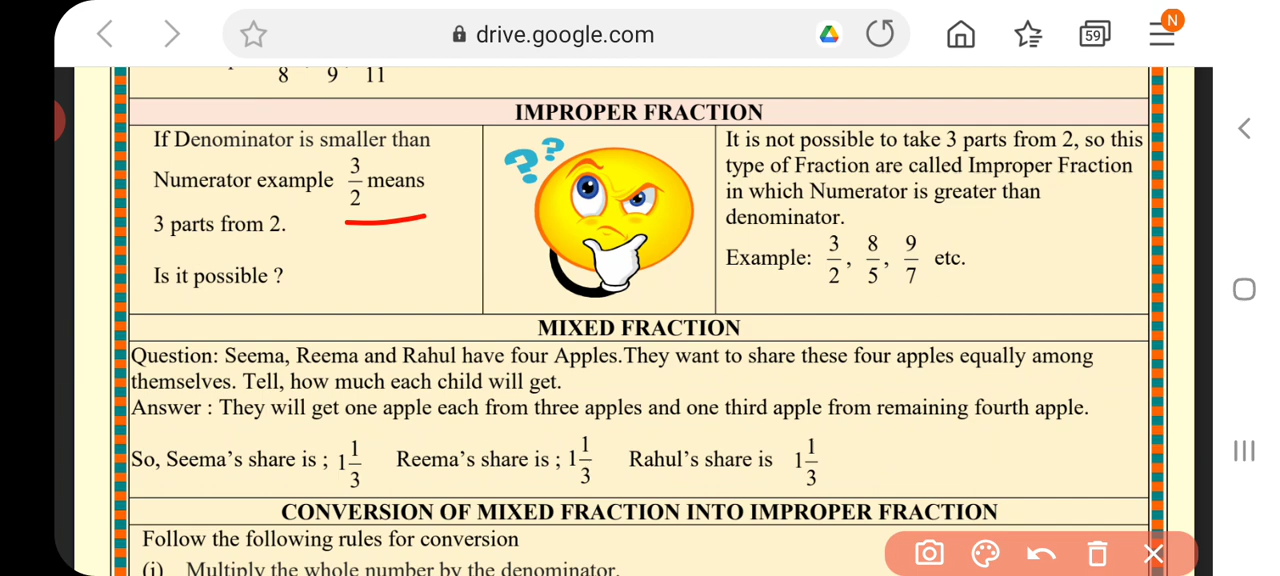 drive.google.com
59
N
8 9 11
IMPROPER FRACTION
If Denominator is smaller than
Numerator example 3/2 means
3 parts from 2.
Is it possible ?
? ?
It is not possible to take 3 parts from 2, so this
type of Fraction are called Improper Fraction
in which Numerator is greater than
denominator.
Example: 3/2, 8/5, 9/7 etc.
MIXED FRACTION
Question: Seema, Reema and Rahul have four Apples.They want to share these four apples equally among
themselves. Tell, how much each child will get.
Answer : They will get one apple each from three apples and one third apple from remaining fourth apple.
So, Seema’s share is ; 1 1/3 Reema’s share is ; 1 1/3 Rahul’s share is 1 1/3
CONVERSION OF MIXED FRACTION INTO IMPROPER FRACTION
Follow the following rules for conversion
(i) Multiply the whole number by the denominator.